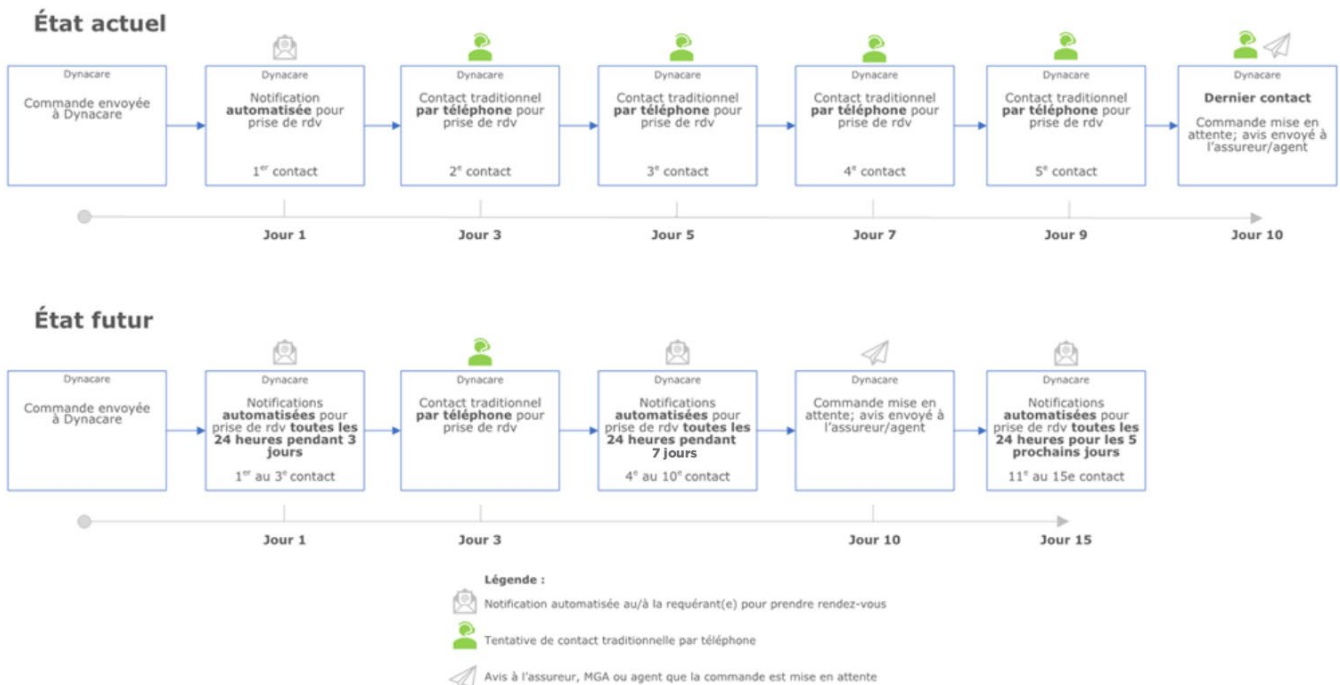 État actuel
Dynacare
Commande envoyée
à Dynacare
Dynacare
Notification
automatisée pour
prise de rdv
1er contact
Dynacare
Contact traditionnel
par téléphone pour
prise de rdv
2e contact
Dynacare
Contact traditionnel
par téléphone pour
prise de rdv
3e contact
Dynacare
Contact traditionnel
par téléphone pour
prise de rdv
4e contact
Dynacare
Contact traditionnel
par téléphone pour
prise de rdv
5e contact
Dynacare
Dernier contact
Commande mise en
attente; avis envoyé à
l'assureur/agent
Jour 1
Jour 3
Jour 5
Jour 7
Jour 9
Jour 10
État futur
Dynacare
Commande envoyée
à Dynacare
Dynacare
Notifications
automatisées pour
prise de rdv toutes les
24 heures pendant 3
jours
1er au 3e contact
Dynacare
Contact traditionnel
par téléphone pour
prise de rdv
Dynacare
Notifications
automatisées pour
prise de rdv toutes les
24 heures pendant
7 jours
4e au 10e contact
Dynacare
Commande mise en
attente; avis envoyé à
l'assureur/agent
Dynacare
Notifications
automatisées pour
prise de rdv toutes les
24 heures pour les 5
prochains jours
11e au 15e contact
Jour 1
Jour 3
Jour 10
Jour 15
Légende :
Notification automatisée au/à la requérant(e) pour prendre rendez-vous
Tentative de contact traditionnelle par téléphone
Avis à l'assureur, MGA ou agent que la commande est mise en attente